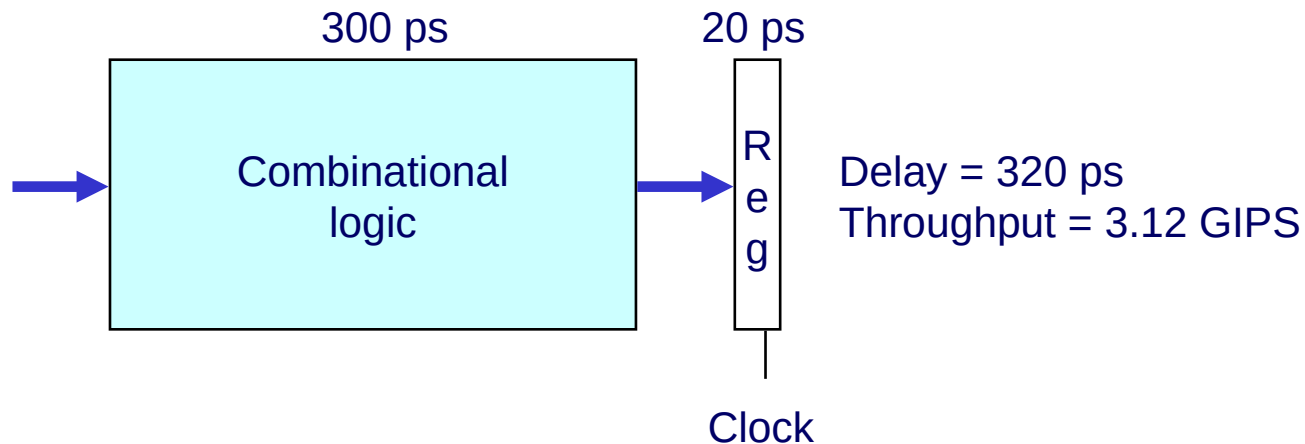 300 ps
20 ps
Combinational
logic
R
e
g
Delay = 320 ps
Throughput = 3.12 GIPS
Clock